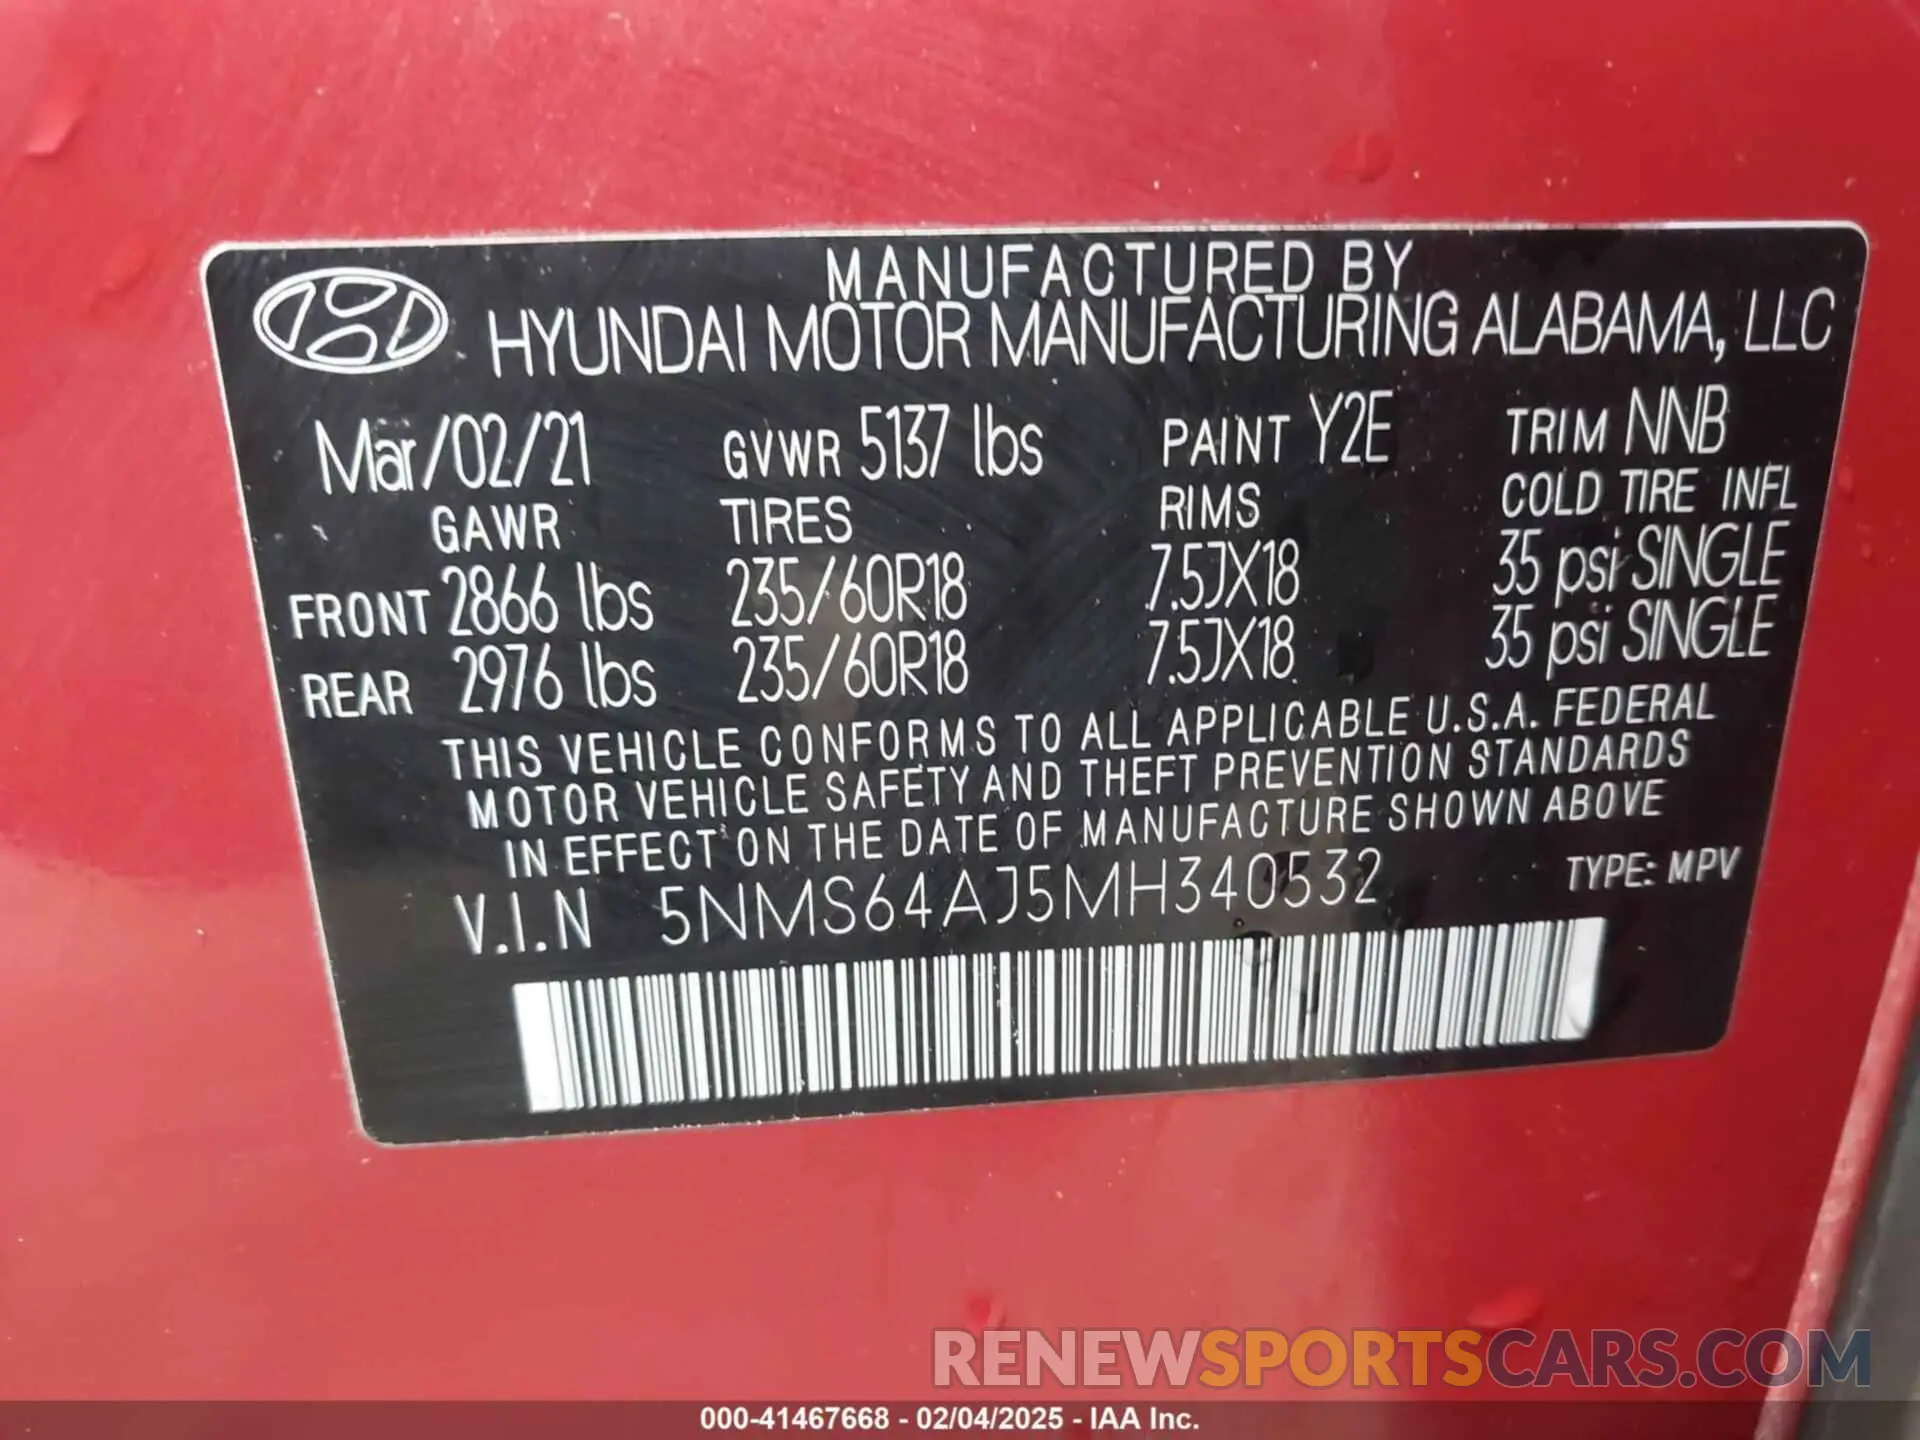 MANUFACTURED BY
HYUNDAI MOTOR MANUFACTURING ALABAMA, LLC
Mar/02/21 GVWR 5137 lbs PAINT Y2E TRIM NNB
GAWR TIRES RIMS COLD TIRE INFL
FRONT 2866 lbs 235/60R18 7.5JX18 35 psi SINGLE
REAR 2976 lbs 235/60R18 7.5JX18 35 psi SINGLE
THIS VEHICLE CONFORMS TO ALL APPLICABLE U.S.A. FEDERAL
MOTOR VEHICLE SAFETY AND THEFT PREVENTION STANDARDS
IN EFFECT ON THE DATE OF MANUFACTURE SHOWN ABOVE
V.I.N 5NMS64AJ5MH340532 TYPE: MPV
RENEWSPORTSCARS.COM
000-41467668 - 02/04/2025 - IAA Inc.